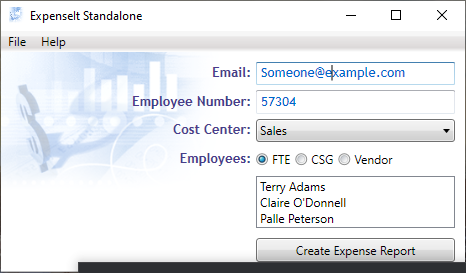 ExpenseIt Standalone
File Help
Email: Someone@example.com
Employee Number: 57304
Cost Center: Sales
Employees: FTE CSG Vendor
Terry Adams
Claire O'Donnell
Palle Peterson
Create Expense Report